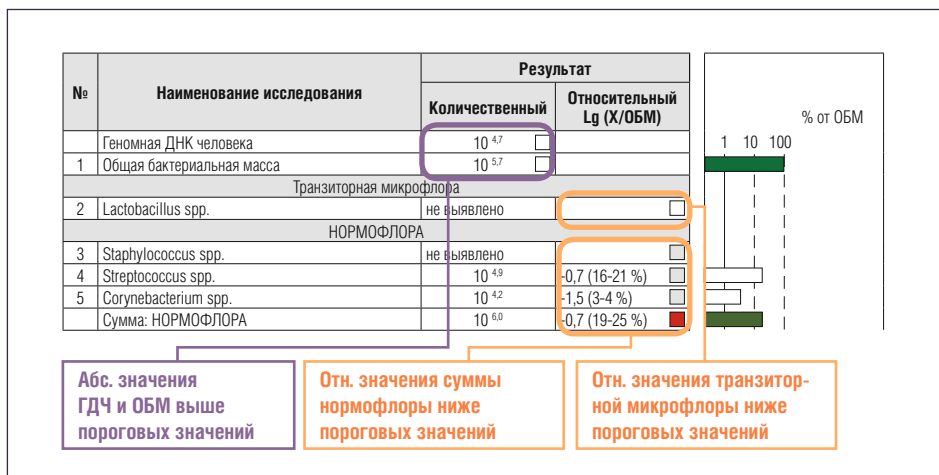 Результат
№ Наименование исследования
Количественный Относительный Lg (X/ОБМ)
% от ОБМ
Геномная ДНК человека 10 4,7
1 10 100
1 Общая бактериальная масса 10 5,7
Транзиторная микрофлора
2 Lactobacillus spp. не выявлено
НОРМОФЛОРА
3 Staphylococcus spp. не выявлено
4 Streptococcus spp. 10 4,9 -0,7 (16-21 %)
5 Corynebacterium spp. 10 4,2 -1,5 (3-4 %)
Сумма: НОРМОФЛОРА 10 6,0 -0,7 (19-25 %)
Абс. значения
ГДЧ и ОБМ выше
пороговых значений
Отн. значения суммы
нормофлоры ниже
пороговых значений
Отн. значения транзитор-
ной микрофлоры ниже
пороговых значений